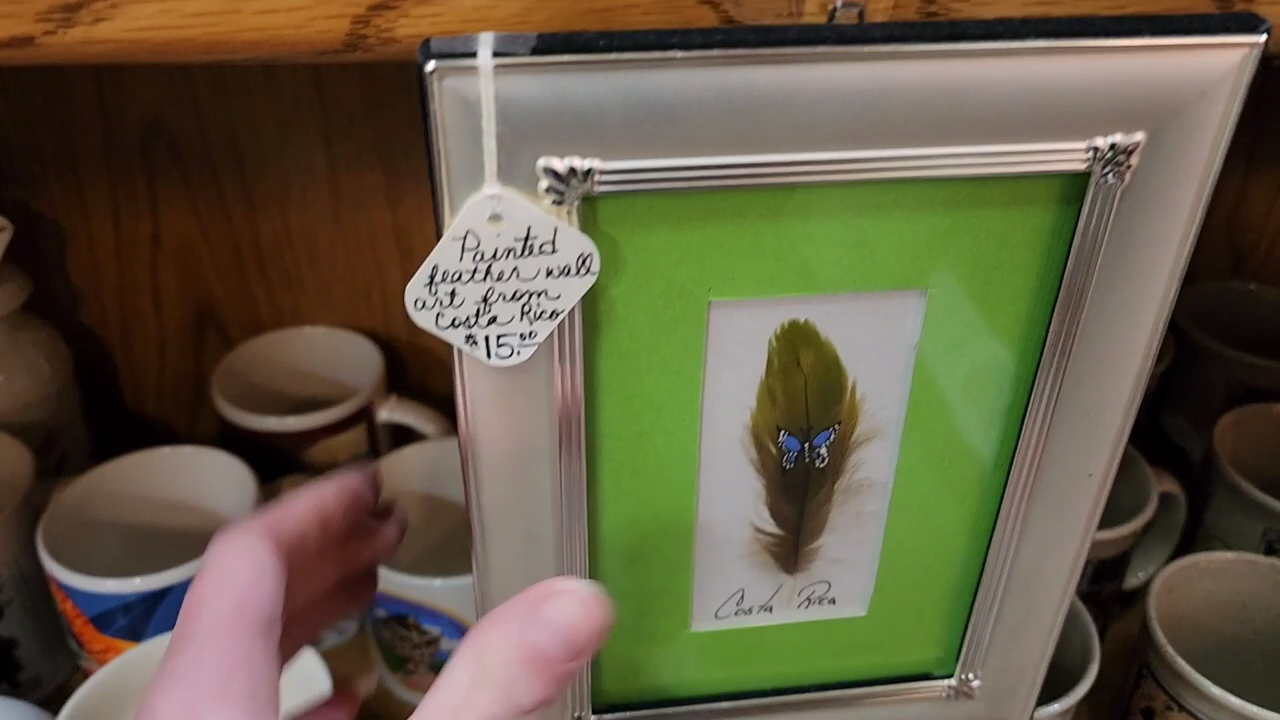 Painted
feather wall
art from
Costa Rica
$15.00
Costa Rica